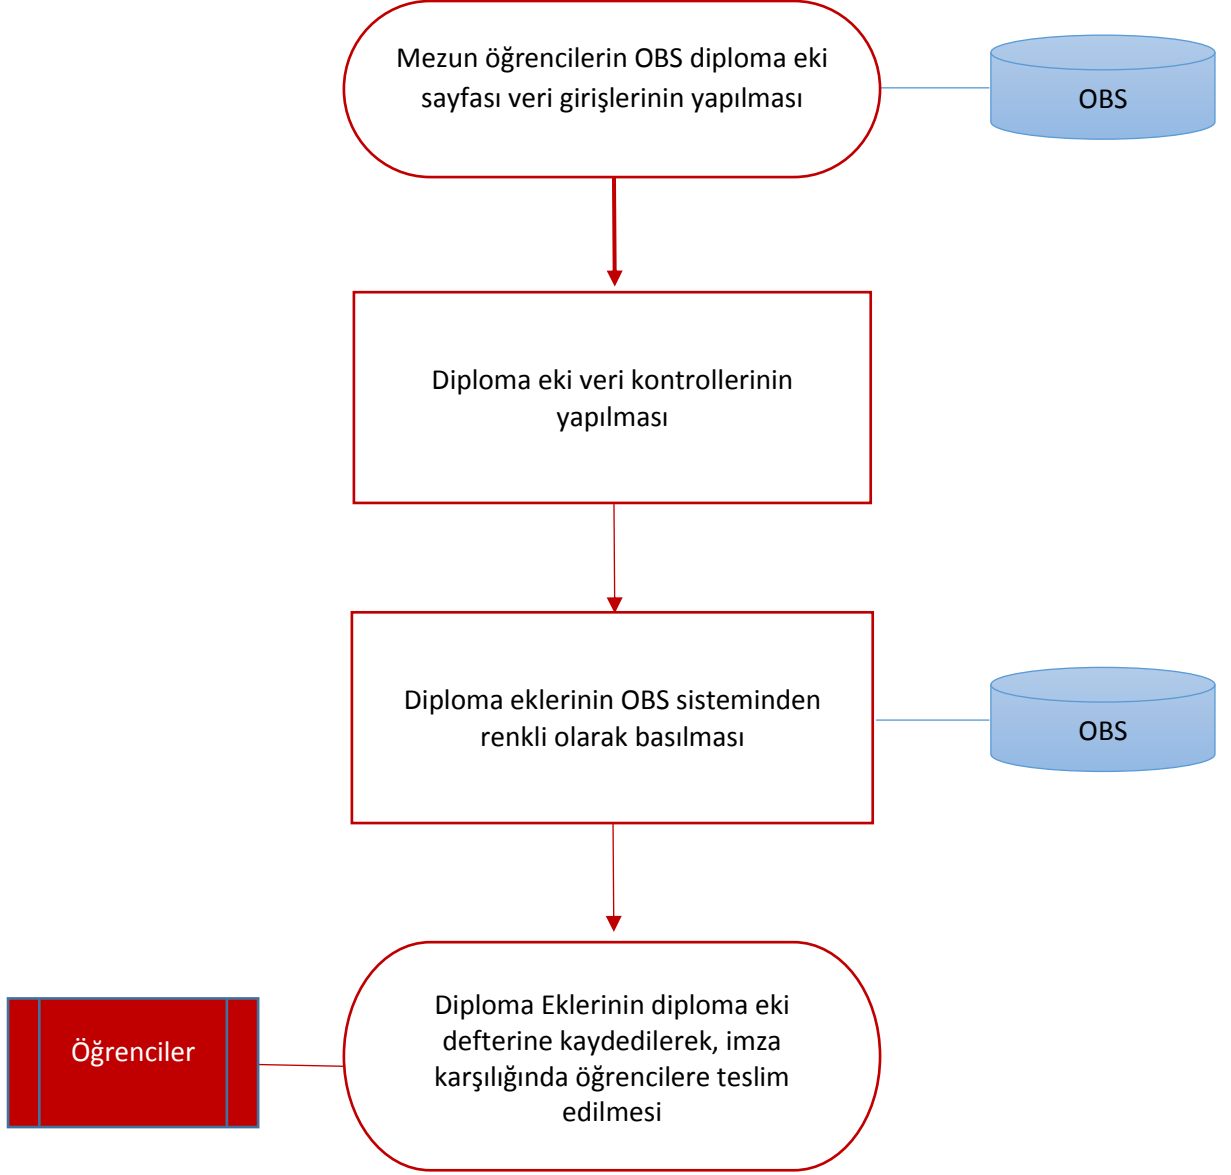 Mezun öğrencilerin OBS diploma eki
sayfası veri girişlerinin yapılması
OBS
Diploma eki veri kontrollerinin
yapılması
Diploma eklerinin OBS sisteminden
renkli olarak basılması
OBS
Öğrenciler
Diploma Eklerinin diploma eki
defterine kaydedilerek, imza
karşılığında öğrencilere teslim
edilmesi